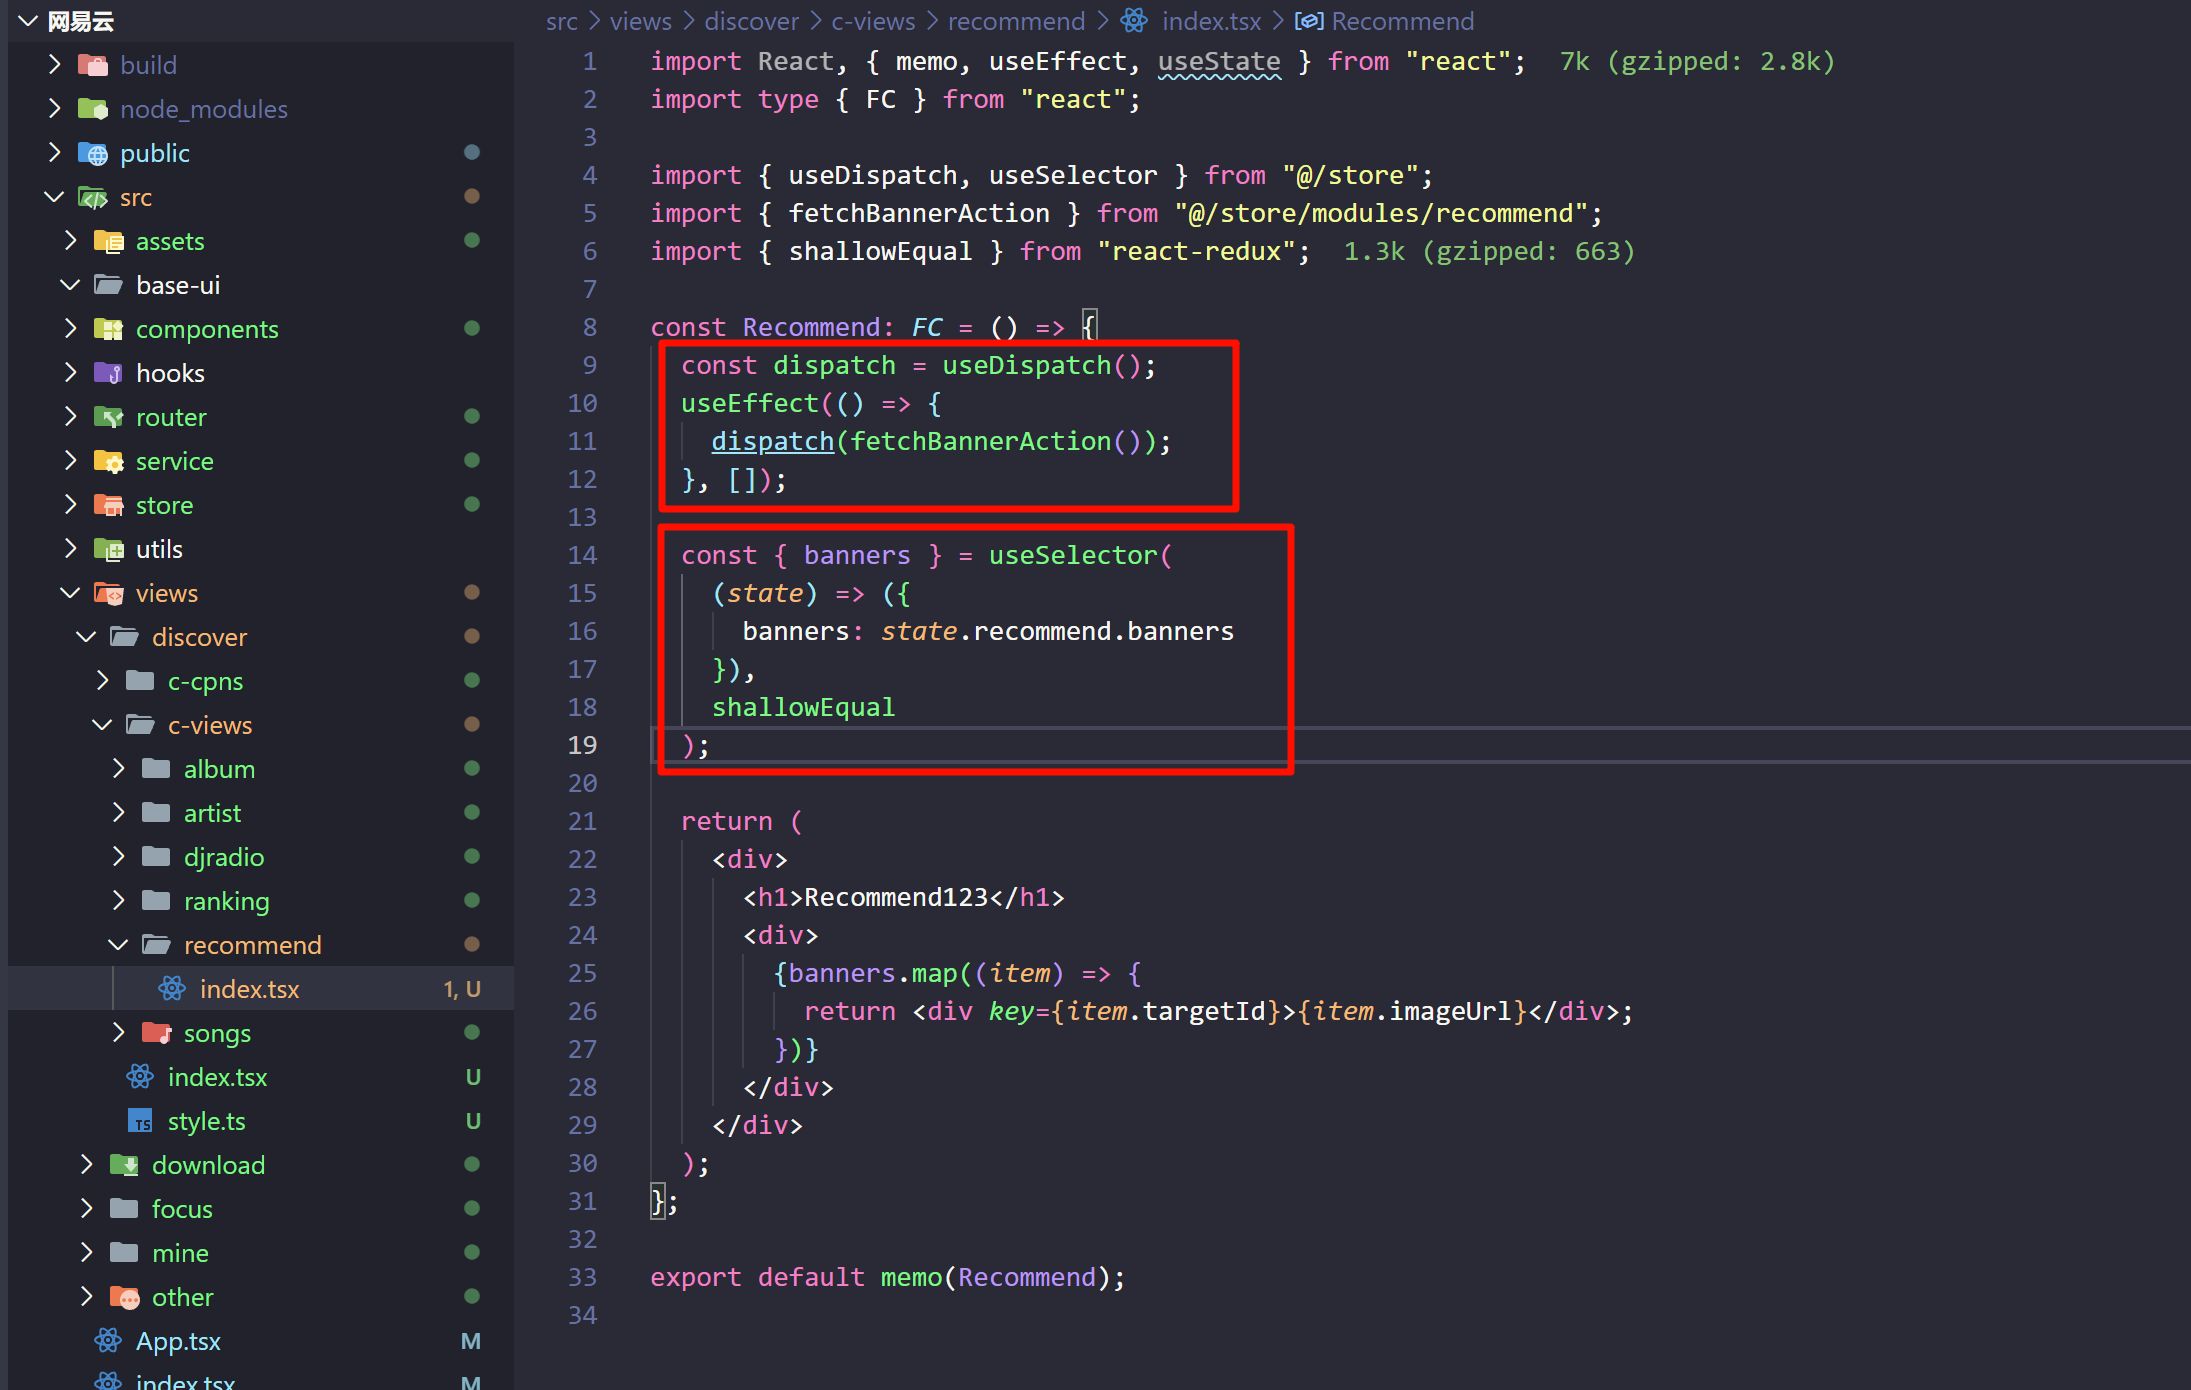 网易云
build
node_modules
public
src
assets
base-ui
components
hooks
router
service
store
utils
views
discover
c-cpns
c-views
album
artist
djradio
ranking
recommend
index.tsx 1, U
songs
index.tsx U
style.ts U
download
focus
mine
other
App.tsx M
index.tsx M
src > views > discover > c-views > recommend > index.tsx > Recommend
1 import React, { memo, useEffect, useState } from "react"; 7k (gzipped: 2.8k)
2 import type { FC } from "react";
3
4 import { useDispatch, useSelector } from "@/store";
5 import { fetchBannerAction } from "@/store/modules/recommend";
6 import { shallowEqual } from "react-redux"; 1.3k (gzipped: 663)
7
8 const Recommend: FC = () => {
9 const dispatch = useDispatch();
10 useEffect(() => {
11 dispatch(fetchBannerAction());
12 }, []);
13
14 const { banners } = useSelector(
15 (state) => ({
16 banners: state.recommend.banners
17 }),
18 shallowEqual
19 );
20
21 return (
22 <div>
23 <h1>Recommend123</h1>
24 <div>
25 {banners.map((item) => {
26 return <div key={item.targetId}>{item.imageUrl}</div>;
27 })}
28 </div>
29 </div>
30 );
31 };
32
33 export default memo(Recommend);
34